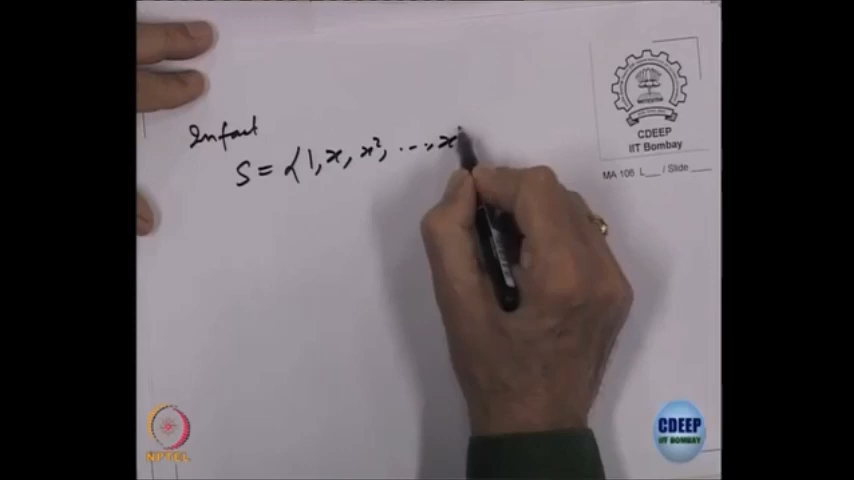 Infact
S = {1, x, x², ..., x
CDEEP
IIT Bombay
MA 106 L___ / Slide ___
NPTEL
CDEEP
IIT BOMBAY